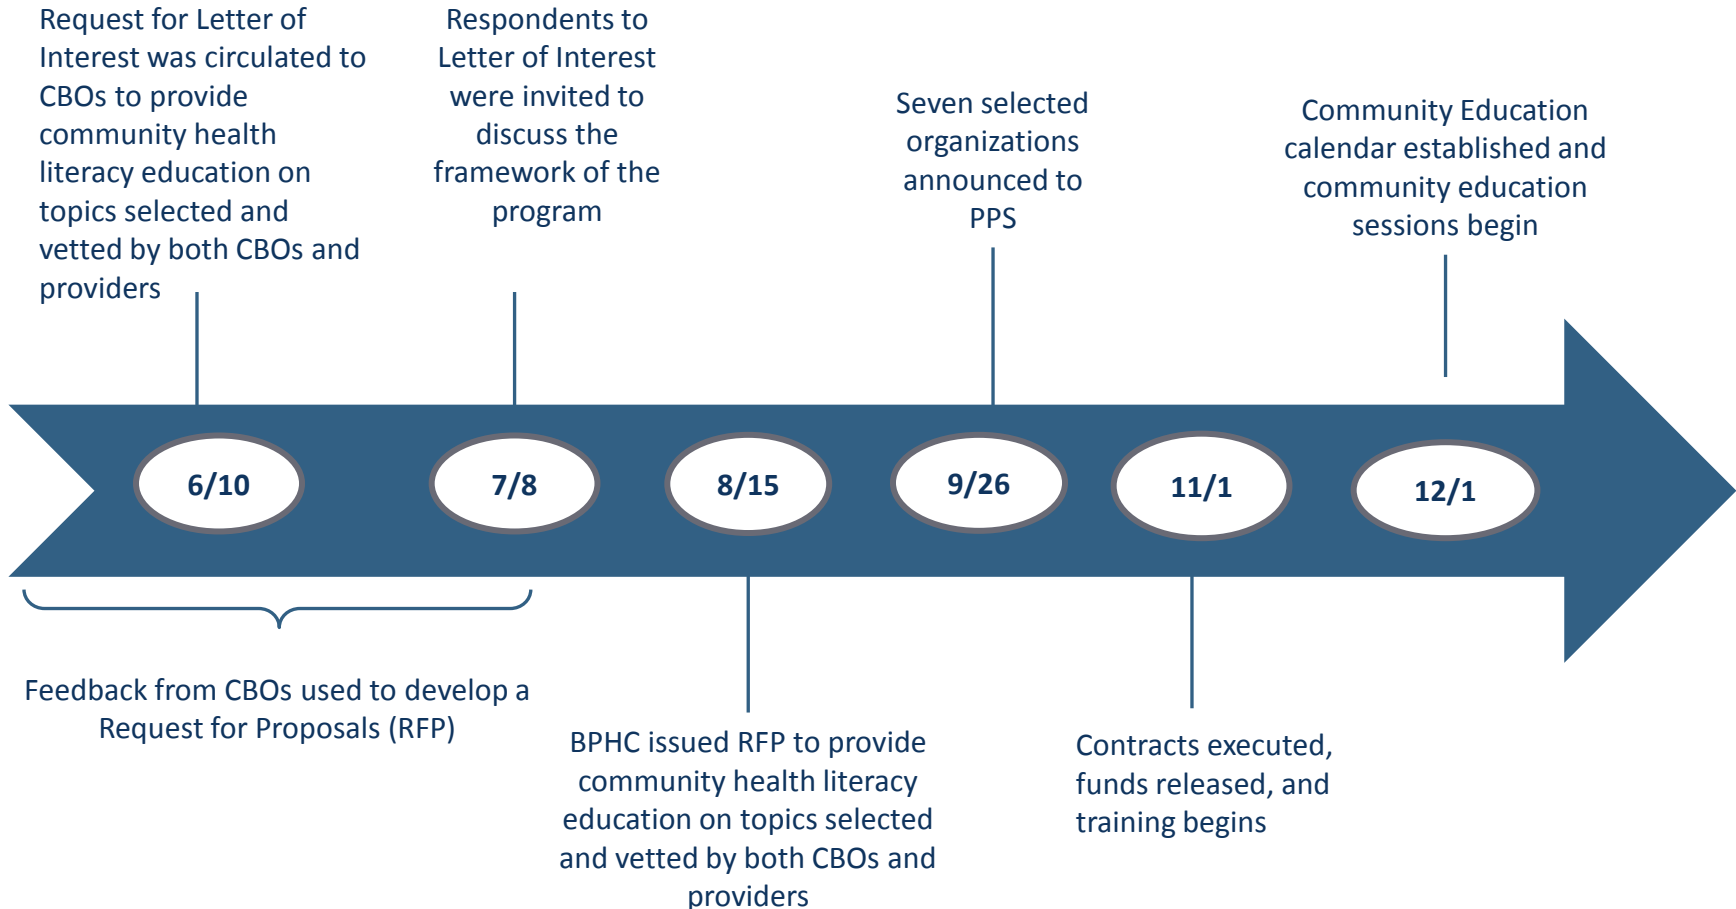 Request for Letter of
Interest was circulated to
CBOs to provide
community health
literacy education on
topics selected and
vetted by both CBOs and
providers
Respondents to
Letter of Interest
were invited to
discuss the
framework of the
program
Seven selected
organizations
announced to
PPS
Community Education
calendar established and
community education
sessions begin
6/10
7/8
8/15
9/26
11/1
12/1
Feedback from CBOs used to develop a
Request for Proposals (RFP)
BPHC issued RFP to provide
community health literacy
education on topics selected
and vetted by both CBOs and
providers
Contracts executed,
funds released, and
training begins